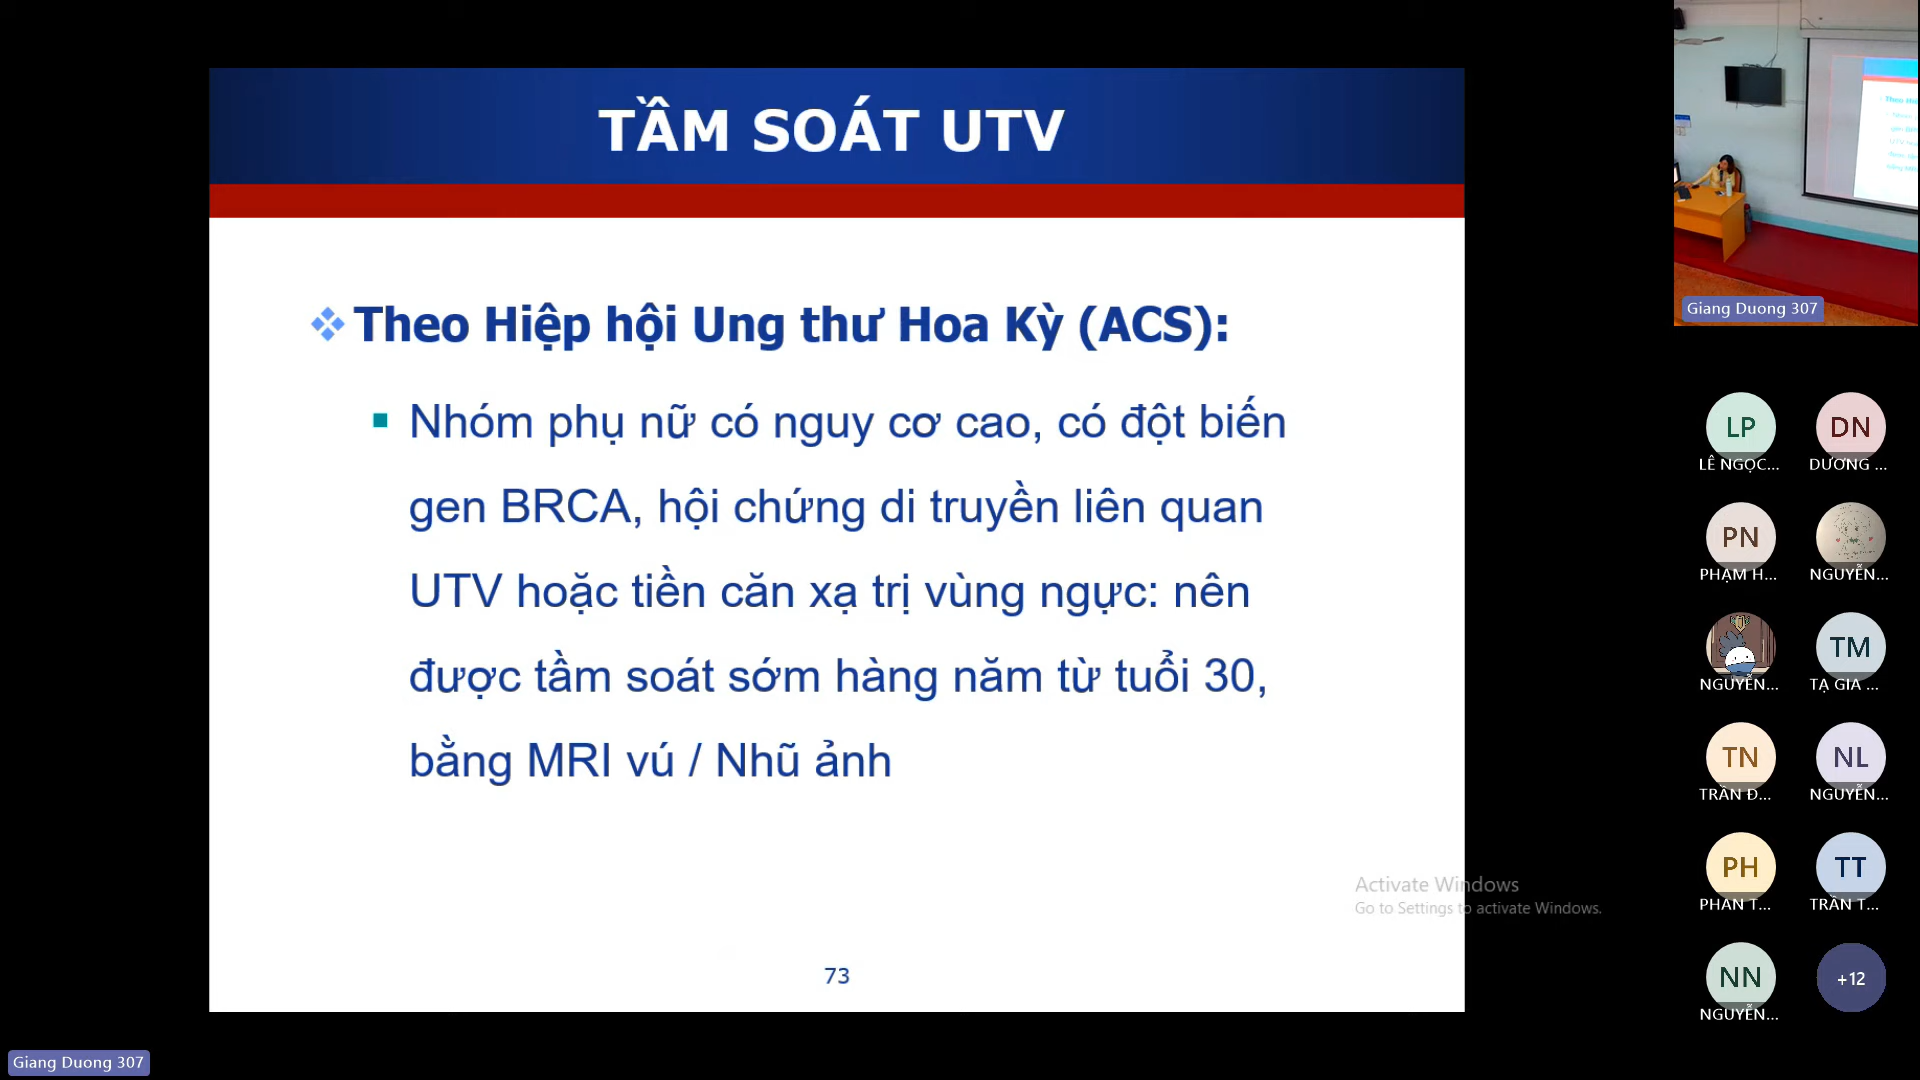 TẦM SOÁT UTV
Theo Hiệp hội Ung thư Hoa Kỳ (ACS):
Nhóm phụ nữ có nguy cơ cao, có đột biến
gen BRCA, hội chứng di truyền liên quan
UTV hoặc tiền căn xạ trị vùng ngực: nên
được tầm soát sớm hàng năm từ tuổi 30,
bằng MRI vú / Nhũ ảnh
73
Activate Windows
Go to Settings to activate Windows.
Giang Duong 307
Giang Duong 307
LP
LÊ NGỌC...
DN
DƯƠNG ...
PN
PHẠM H...
NGUYỄN...
NGUYỄN...
TM
TẠ GIA ...
TN
TRẦN Đ...
NL
NGUYỄN...
PH
PHAN T...
TT
TRẦN T...
NN
NGUYỄN...
+12